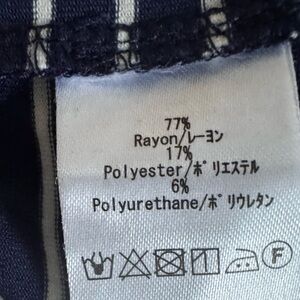 77%
Rayon/レーヨン
17%
Polyester/ポリエステル
6%
Polyurethane/ポリウレタン
F